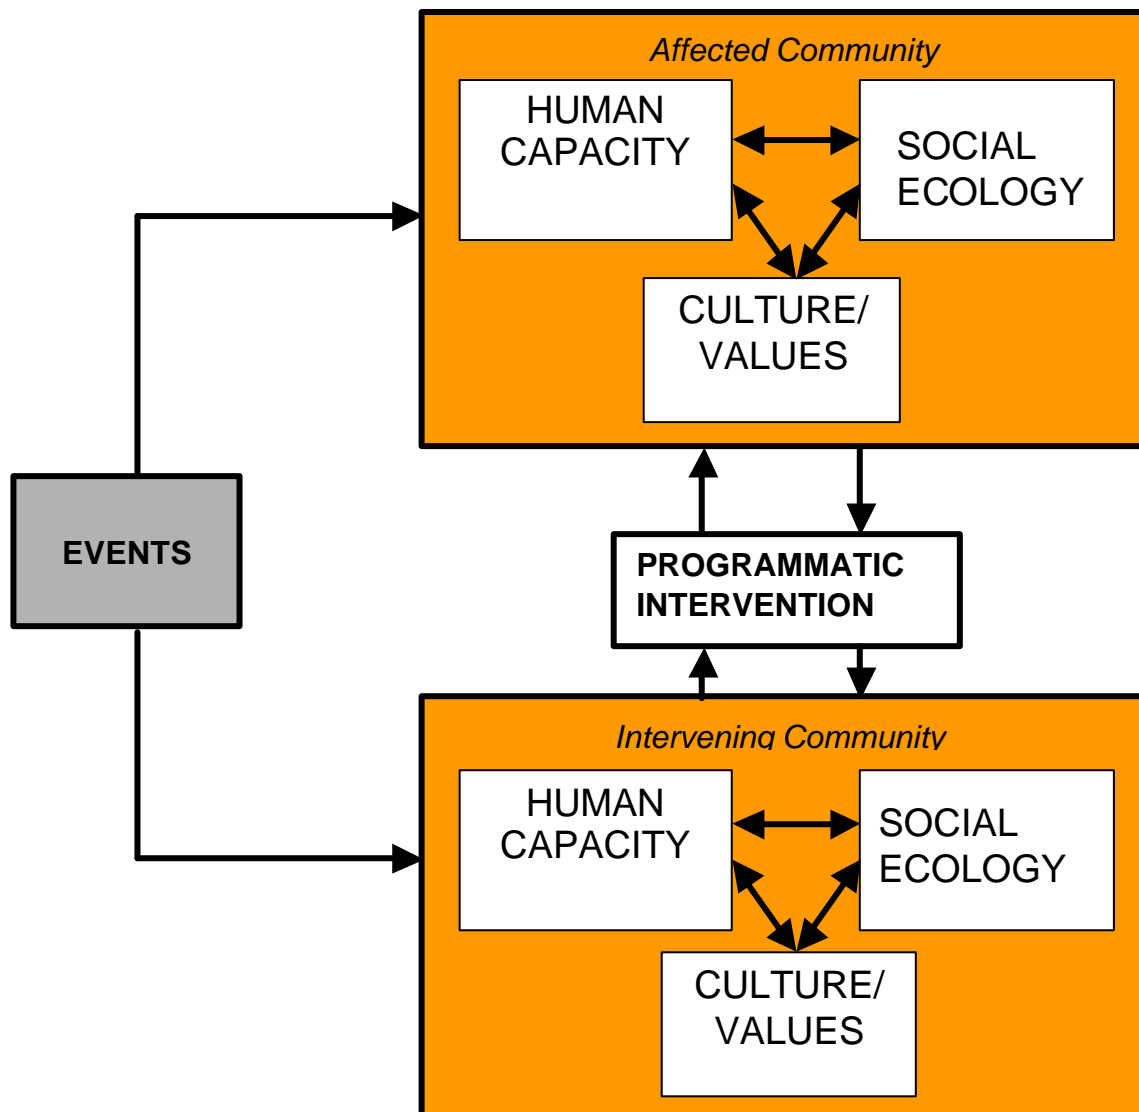 Affected Community
HUMAN
CAPACITY
SOCIAL
ECOLOGY
CULTURE/
VALUES
EVENTS
PROGRAMMATIC
INTERVENTION
Intervening Community
HUMAN
CAPACITY
SOCIAL
ECOLOGY
CULTURE/
VALUES